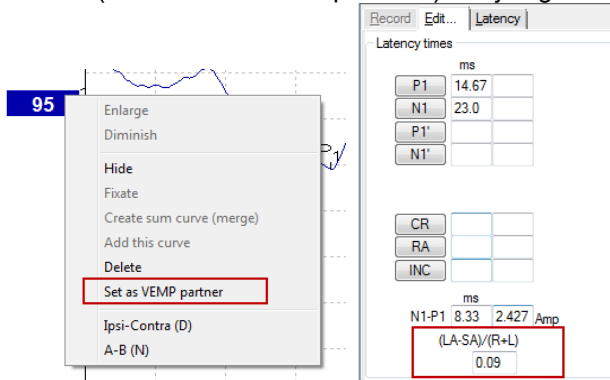 Record Edit... Latency
Latency times
ms
P1 14.67
N1 23.0
P1'
N1'
CR
RA
INC
ms
N1-P1 8.33 2.427 Amp
(LA-SA)/(R+L)
0.09
95
P1
Enlarge
Diminish
Hide
Fixate
Create sum curve (merge)
Add this curve
Delete
Set as VEMP partner
Ipsi-Contra (D)
A-B (N)